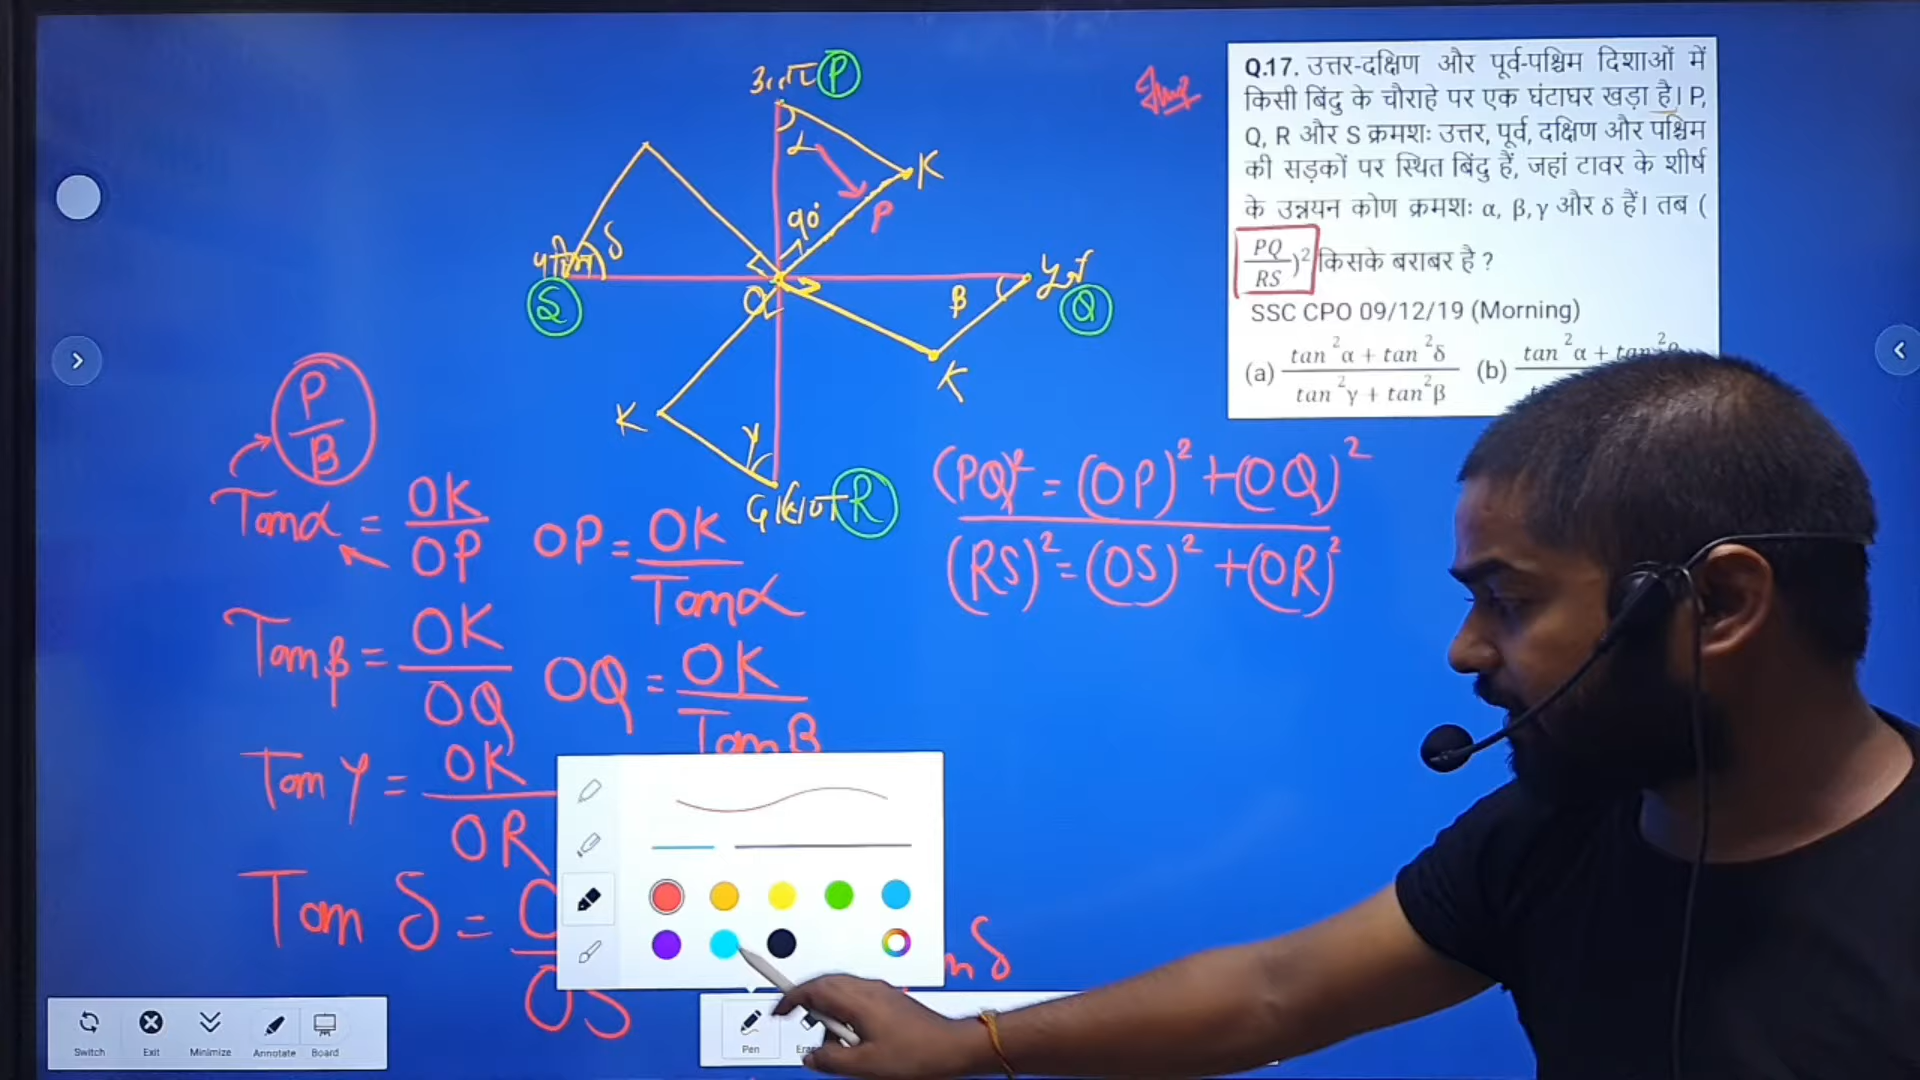 Q.17. उत्तर-दक्षिण और पूर्व-पश्चिम दिशाओं में
किसी बिंदु के चौराहे पर एक घंटाघर खड़ा है। P,
Q, R और S क्रमशः उत्तर, पूर्व, दक्षिण और पश्चिम
की सड़कों पर स्थित बिंदु हैं, जहां टावर के शीर्ष
के उन्नयन कोण क्रमशः α, β, γ और δ हैं। तब (
PQ/RS)² किसके बराबर है ?
SSC CPO 09/12/19 (Morning)
(a) tan²α + tan²δ / tan²γ + tan²β (b) tan²α + tan²
P
α
K
90°
P
δ
S
O
β
Q
K
K
γ
R
P/B
Tanα = OK/OP OP = OK/Tanα
Tanβ = OK/OQ OQ = OK/Tanβ
Tanγ = OK/OR
Tan δ =
OS
n δ
(PQ)² = (OP)² + (OQ)²
(RS)² = (OS)² + (OR)²
Switch Exit Minimize Annotate Board
Pen